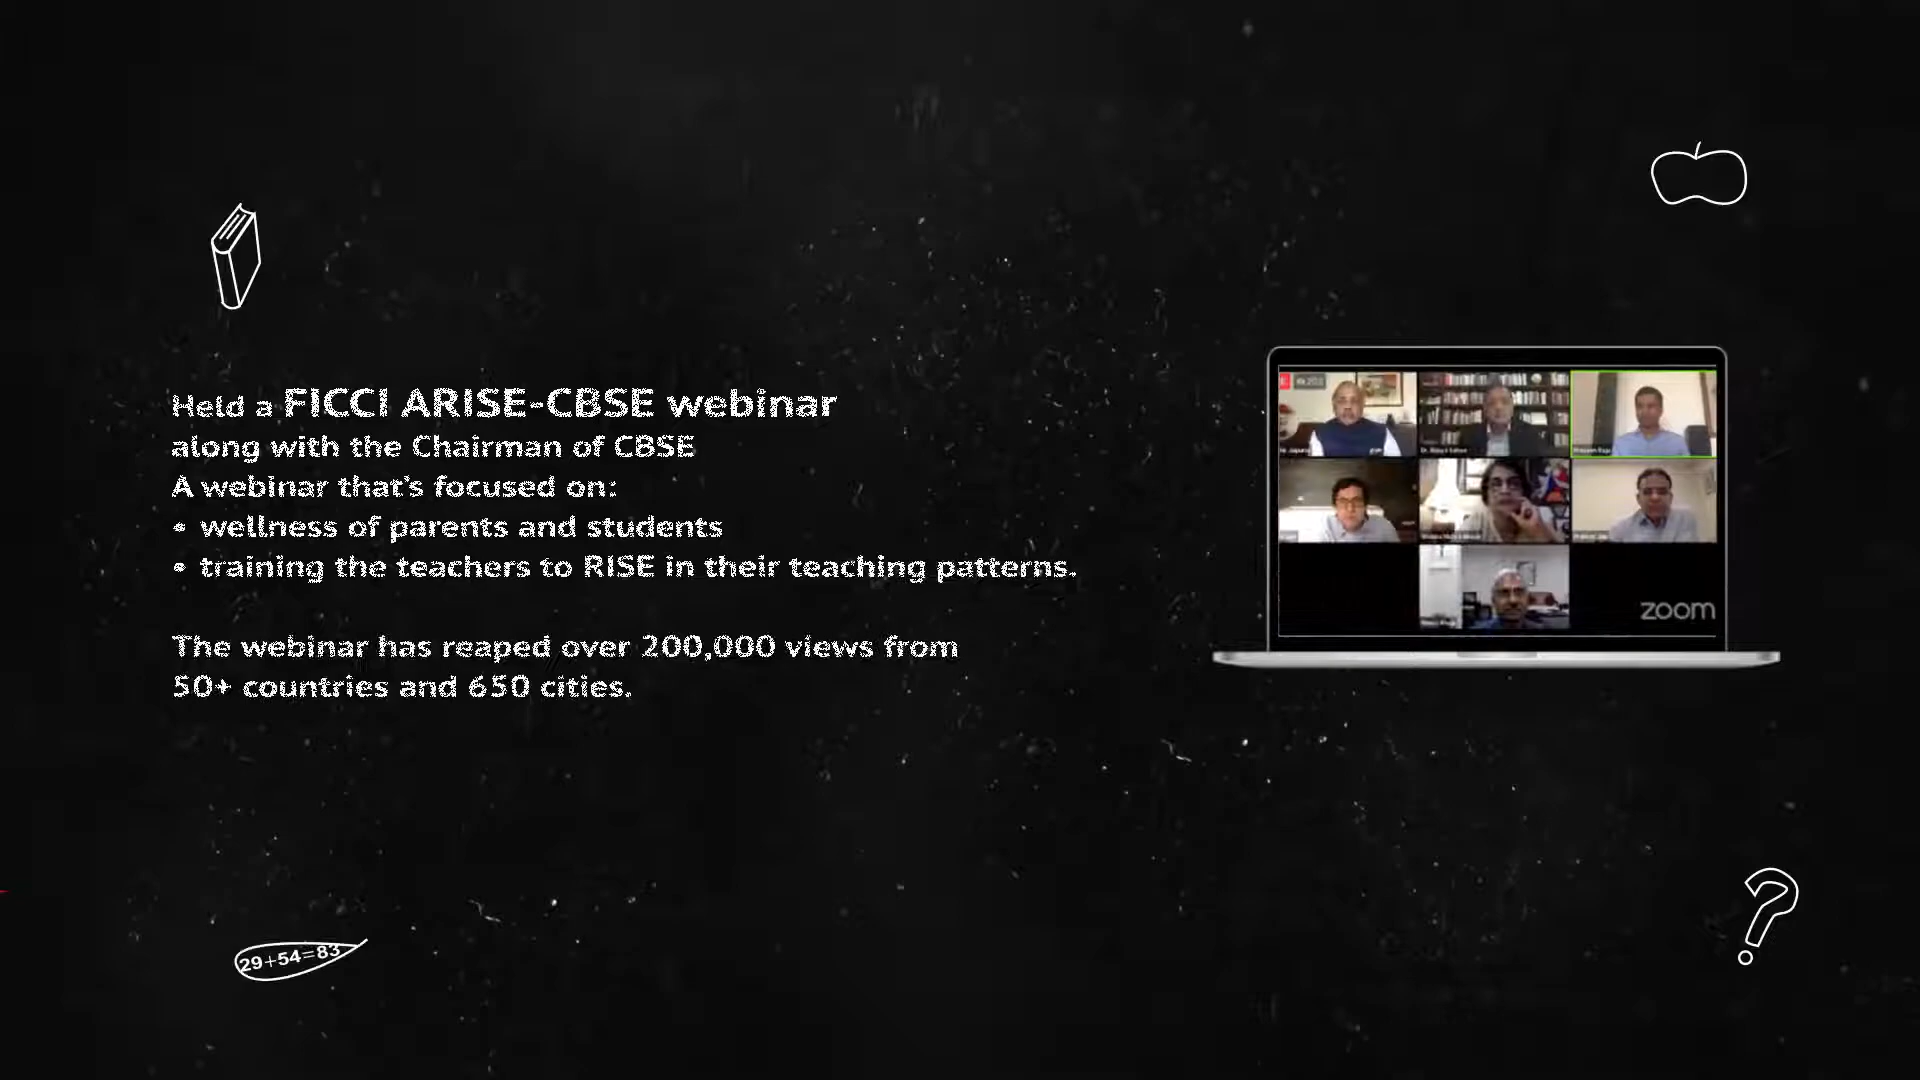 Held a FICCI ARISE-CBSE webinar
along with the Chairman of CBSE
A webinar that's focused on:
• wellness of parents and students
• training the teachers to RISE in their teaching patterns.
The webinar has reaped over 200,000 views from
50+ countries and 650 cities.
zoom
29+54=83